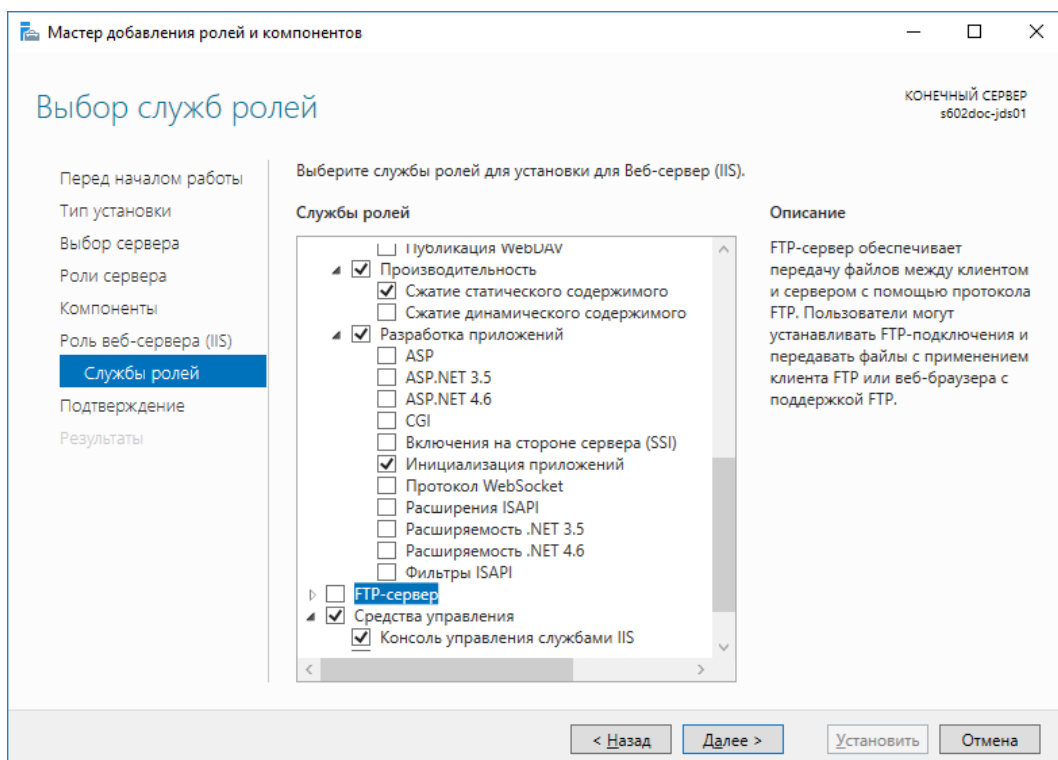 Мастер добавления ролей и компонентов
Выбор служб ролей
КОНЕЧНЫЙ СЕРВЕР
s602doc-jds01
Перед началом работы
Тип установки
Выбор сервера
Роли сервера
Компоненты
Роль веб-сервера (IIS)
Службы ролей
Подтверждение
Результаты
Выберите службы ролей для установки для Веб-сервер (IIS).
Службы ролей
Публикация WebDAV
Производительность
Сжатие статического содержимого
Сжатие динамического содержимого
Разработка приложений
ASP
ASP.NET 3.5
ASP.NET 4.6
CGI
Включения на стороне сервера (SSI)
Инициализация приложений
Протокол WebSocket
Расширения ISAPI
Расширяемость .NET 3.5
Расширяемость .NET 4.6
Фильтры ISAPI
FTP-сервер
Средства управления
Консоль управления службами IIS
Описание
FTP-сервер обеспечивает
передачу файлов между клиентом
и сервером с помощью протокола
FTP. Пользователи могут
устанавливать FTP-подключения и
передавать файлы с применением
клиента FTP или веб-браузера с
поддержкой FTP.
< Назад
Далее >
Установить
Отмена